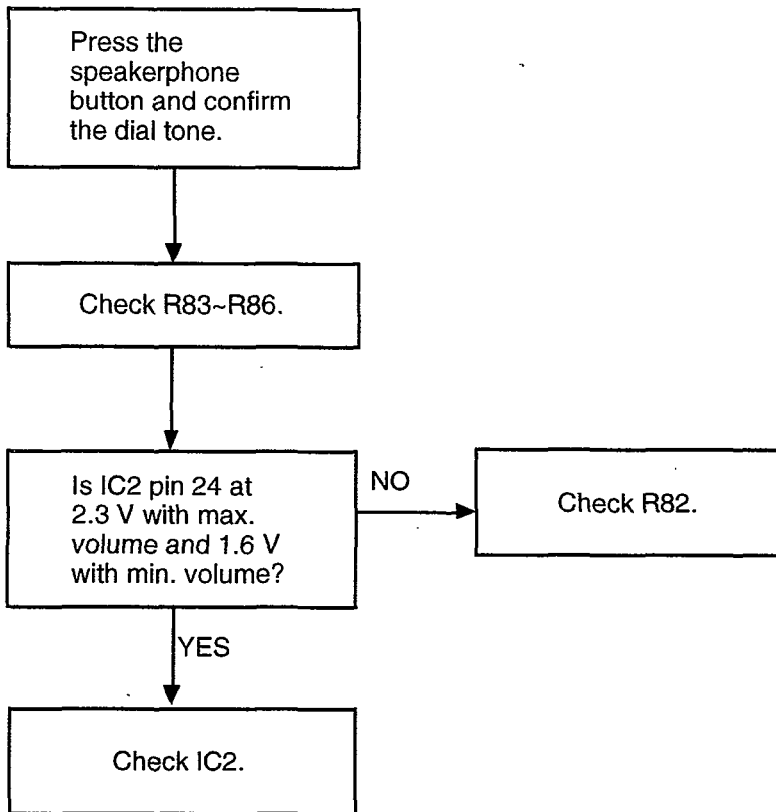 Press the
speakerphone
button and confirm
the dial tone.
Check R83~R86.
Is IC2 pin 24 at
2.3 V with max.
volume and 1.6 V
with min. volume?
NO
Check R82.
YES
Check IC2.